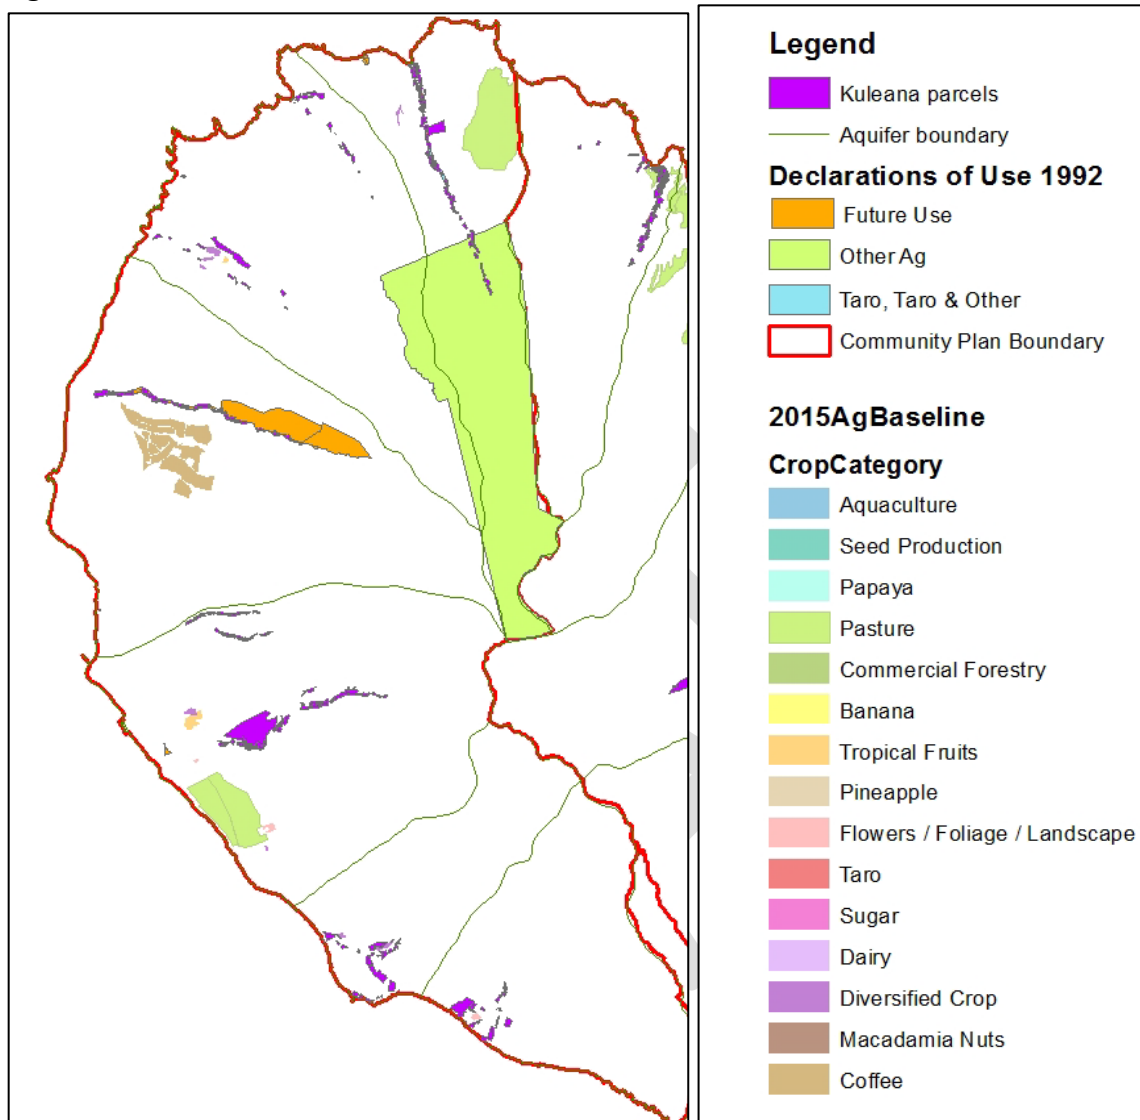 Legend
Kuleana parcels
Aquifer boundary
Declarations of Use 1992
Future Use
Other Ag
Taro, Taro & Other
Community Plan Boundary
2015AgBaseline
CropCategory
Aquaculture
Seed Production
Papaya
Pasture
Commercial Forestry
Banana
Tropical Fruits
Pineapple
Flowers / Foliage / Landscape
Taro
Sugar
Dairy
Diversified Crop
Macadamia Nuts
Coffee